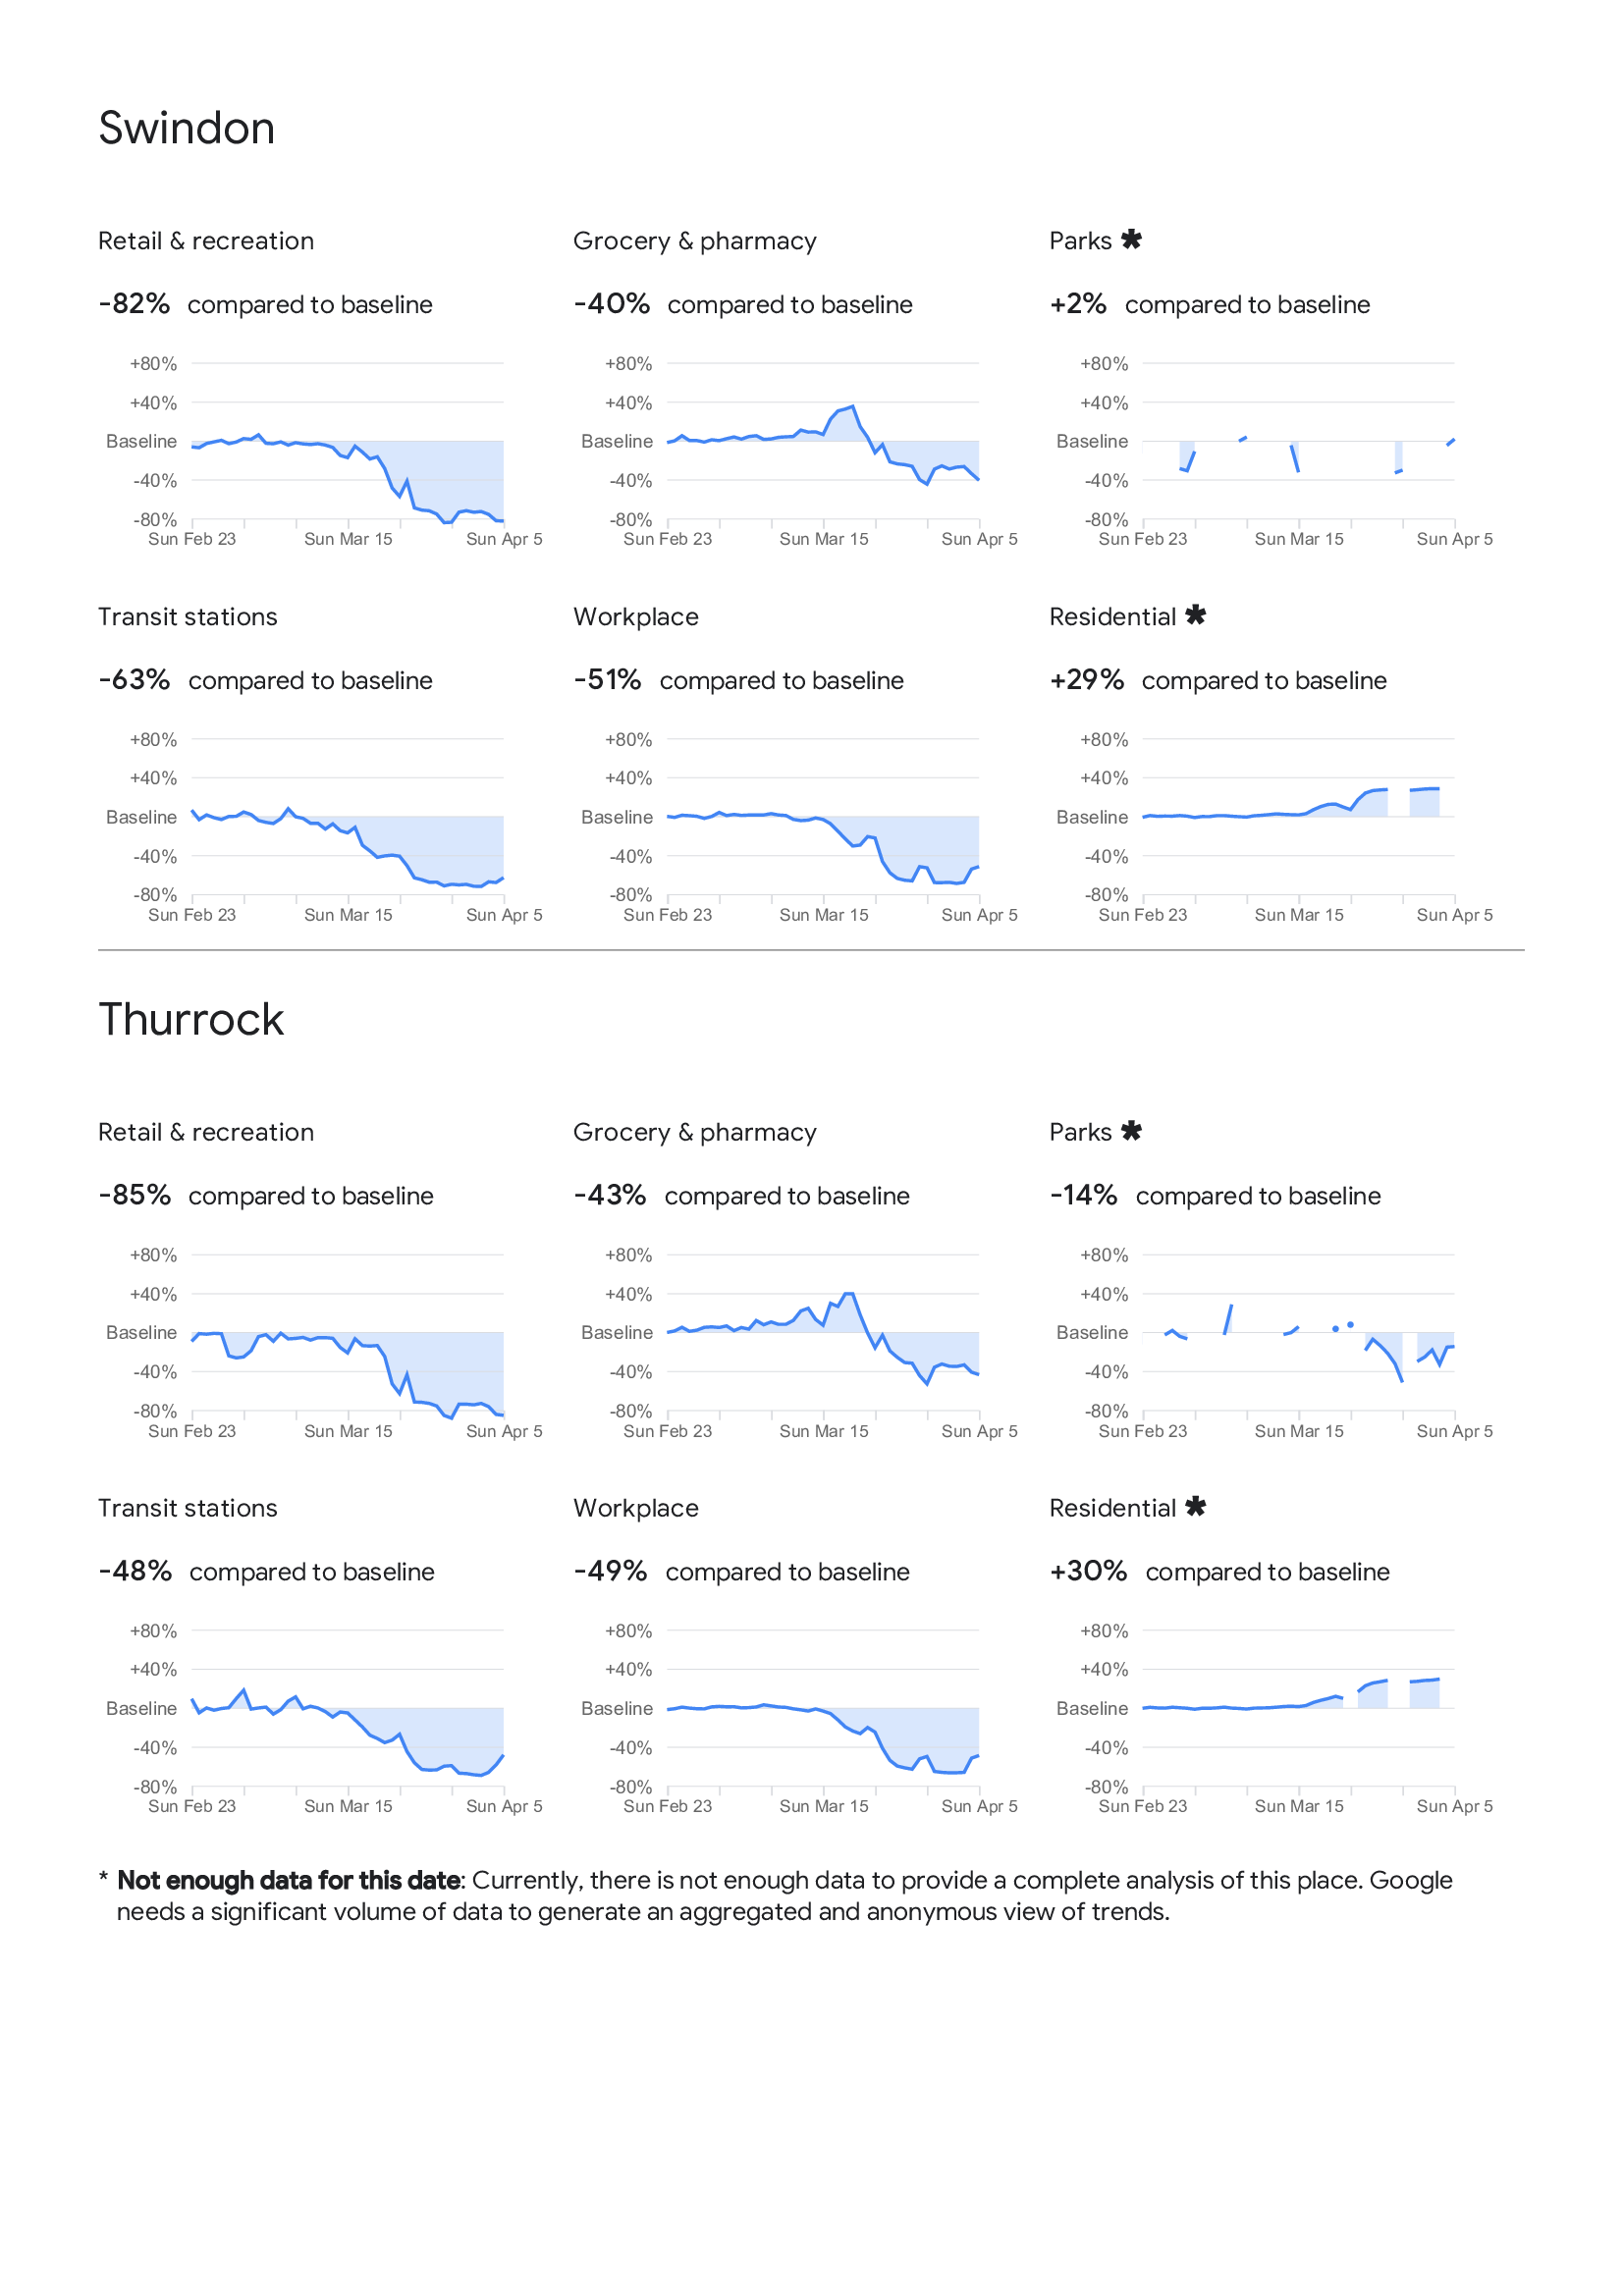 Swindon
Retail & recreation
Grocery & pharmacy
Parks *
-82% compared to baseline
-40% compared to baseline
+2% compared to baseline
+80%
+40%
Baseline
-40%
-80%
Sun Feb 23
Sun Mar 15
Sun Apr 5
+80%
+40%
Baseline
-40%
-80%
Sun Feb 23
Sun Mar 15
Sun Apr 5
+80%
+40%
Baseline
-40%
-80%
Sun Feb 23
Sun Mar 15
Sun Apr 5
Transit stations
Workplace
Residential *
-63% compared to baseline
-51% compared to baseline
+29% compared to baseline
+80%
+40%
Baseline
-40%
-80%
Sun Feb 23
Sun Mar 15
Sun Apr 5
+80%
+40%
Baseline
-40%
-80%
Sun Feb 23
Sun Mar 15
Sun Apr 5
+80%
+40%
Baseline
-40%
-80%
Sun Feb 23
Sun Mar 15
Sun Apr 5
Thurrock
Retail & recreation
Grocery & pharmacy
Parks *
-85% compared to baseline
-43% compared to baseline
-14% compared to baseline
+80%
+40%
Baseline
-40%
-80%
Sun Feb 23
Sun Mar 15
Sun Apr 5
+80%
+40%
Baseline
-40%
-80%
Sun Feb 23
Sun Mar 15
Sun Apr 5
+80%
+40%
Baseline
-40%
-80%
Sun Feb 23
Sun Mar 15
Sun Apr 5
Transit stations
Workplace
Residential *
-48% compared to baseline
-49% compared to baseline
+30% compared to baseline
+80%
+40%
Baseline
-40%
-80%
Sun Feb 23
Sun Mar 15
Sun Apr 5
+80%
+40%
Baseline
-40%
-80%
Sun Feb 23
Sun Mar 15
Sun Apr 5
+80%
+40%
Baseline
-40%
-80%
Sun Feb 23
Sun Mar 15
Sun Apr 5
* Not enough data for this date: Currently, there is not enough data to provide a complete analysis of this place. Google
needs a significant volume of data to generate an aggregated and anonymous view of trends.